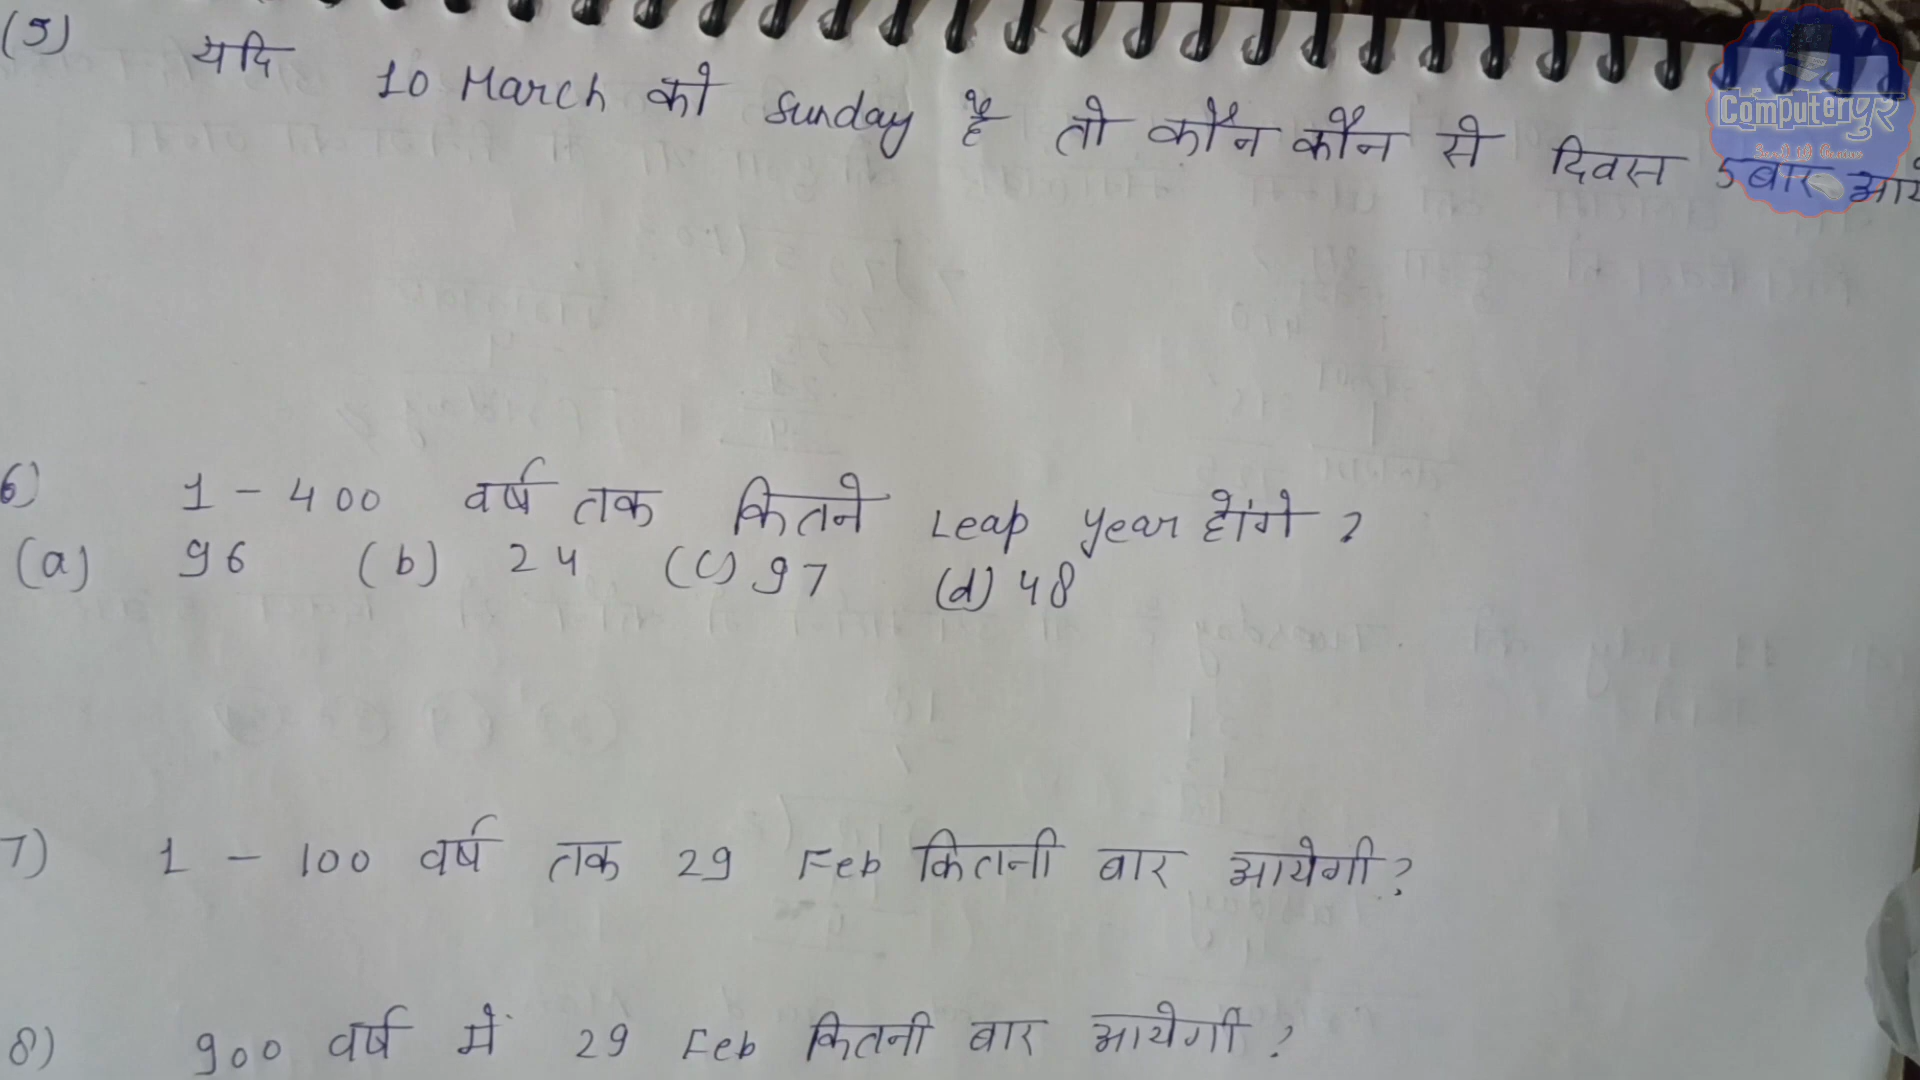 (5) यदि 10 March को Sunday है तो कौन कौन से दिवस 5 बार
Computer पुर
6) 1 - 400 वर्ष तक कितने Leap year होंगे ?
(a) 96 (b) 24 (c) 97 (d) 48
7) 1 - 100 वर्ष तक 29 Feb कितनी बार आयेगी ?
8) 900 वर्ष में 29 Feb कितनी बार आयेगी ?